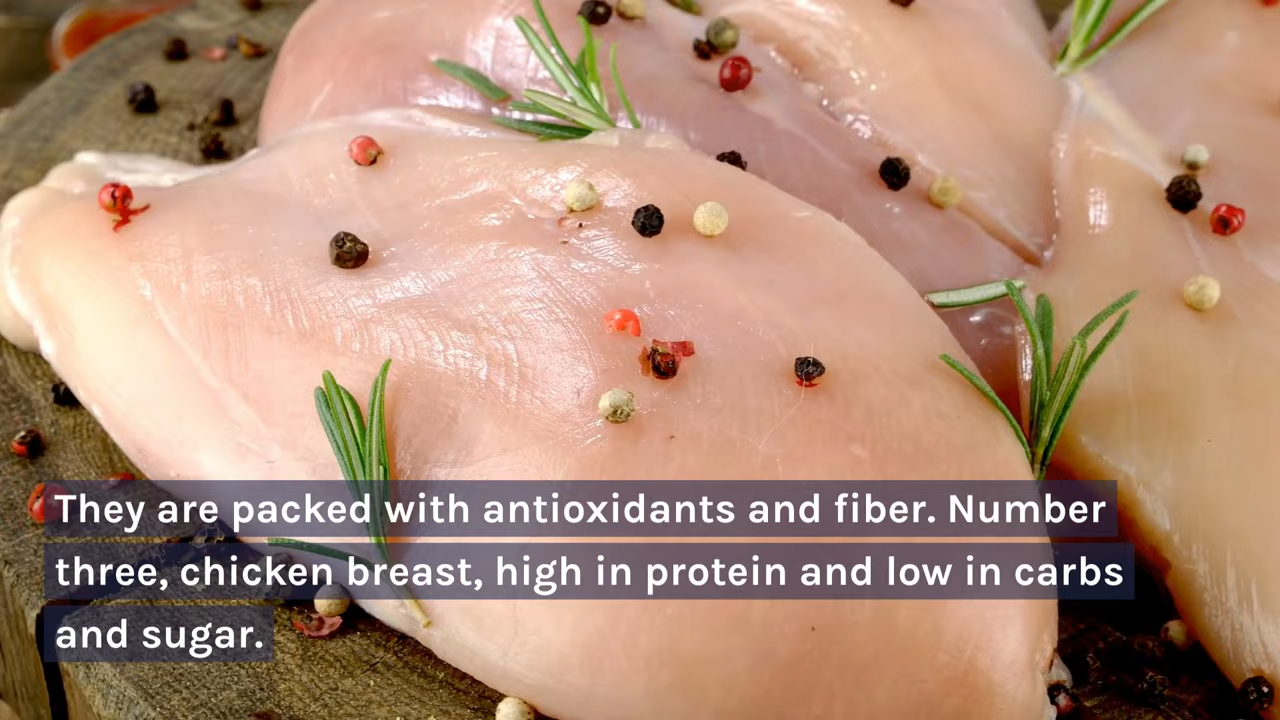 They are packed with antioxidants and fiber. Number
three, chicken breast, high in protein and low in carbs
and sugar.